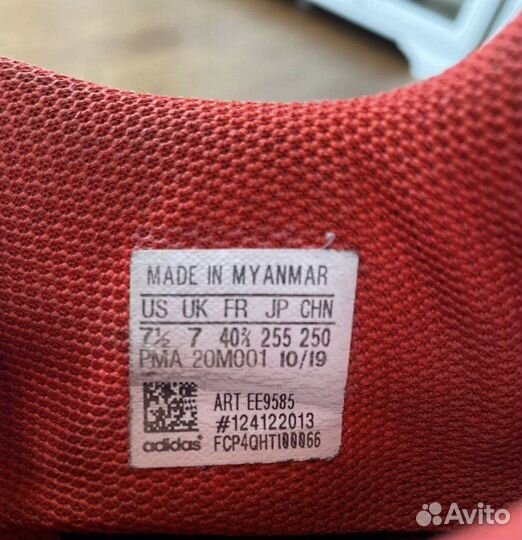 MADE IN MYANMAR
US UK FR JP CHN
7½ 7 40⅔ 255 250
PMA 20M001 10/19
ART EE9585
#124122013
adidas FCP4QHTI00066
Avito